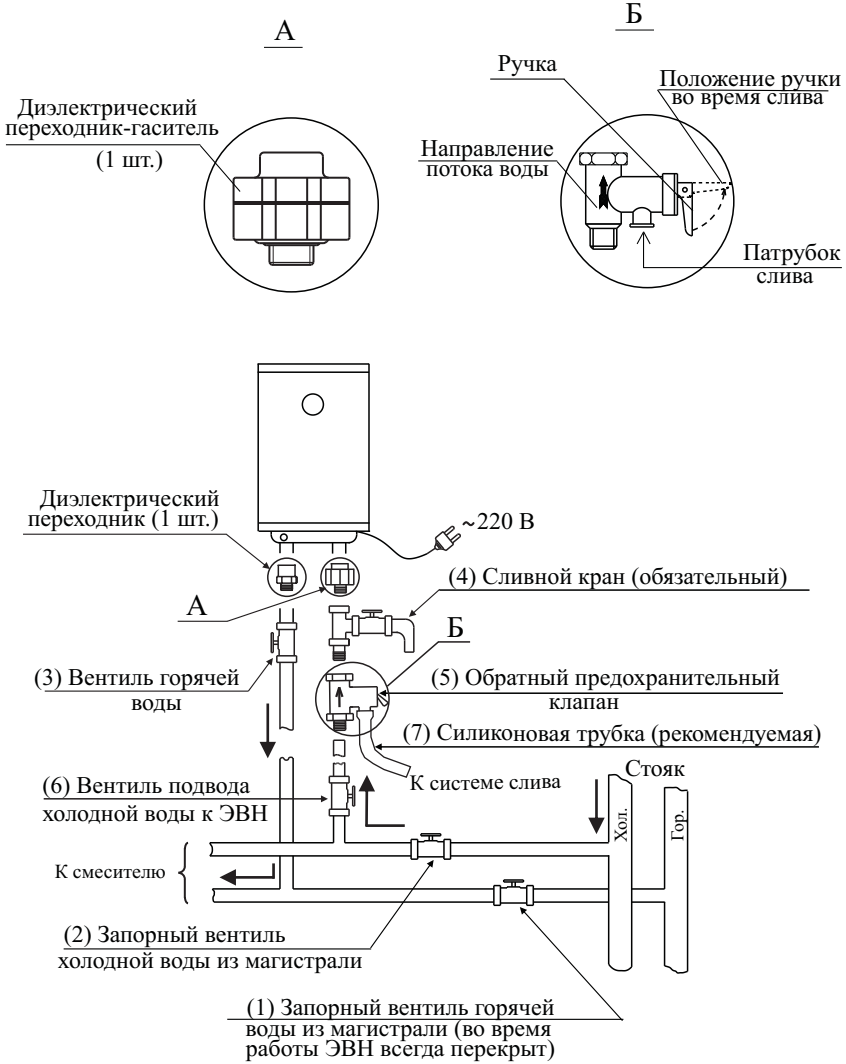 А
Б
Диэлектрический
переходник-гаситель
(1 шт.)
Ручка
Положение ручки
во время слива
Направление
потока воды
Патрубок
слива
Диэлектрический
переходник (1 шт.)
~220 В
А
(4) Сливной кран (обязательный)
Б
(3) Вентиль горячей
воды
(5) Обратный предохранительный
клапан
(7) Силиконовая трубка (рекомендуемая)
К системе слива
Стояк
(6) Вентиль подвода
холодной воды к ЭВН
Хол.
Гор.
К смесителю
(2) Запорный вентиль
холодной воды из магистрали
(1) Запорный вентиль горячей
воды из магистрали (во время
работы ЭВН всегда перекрыт)